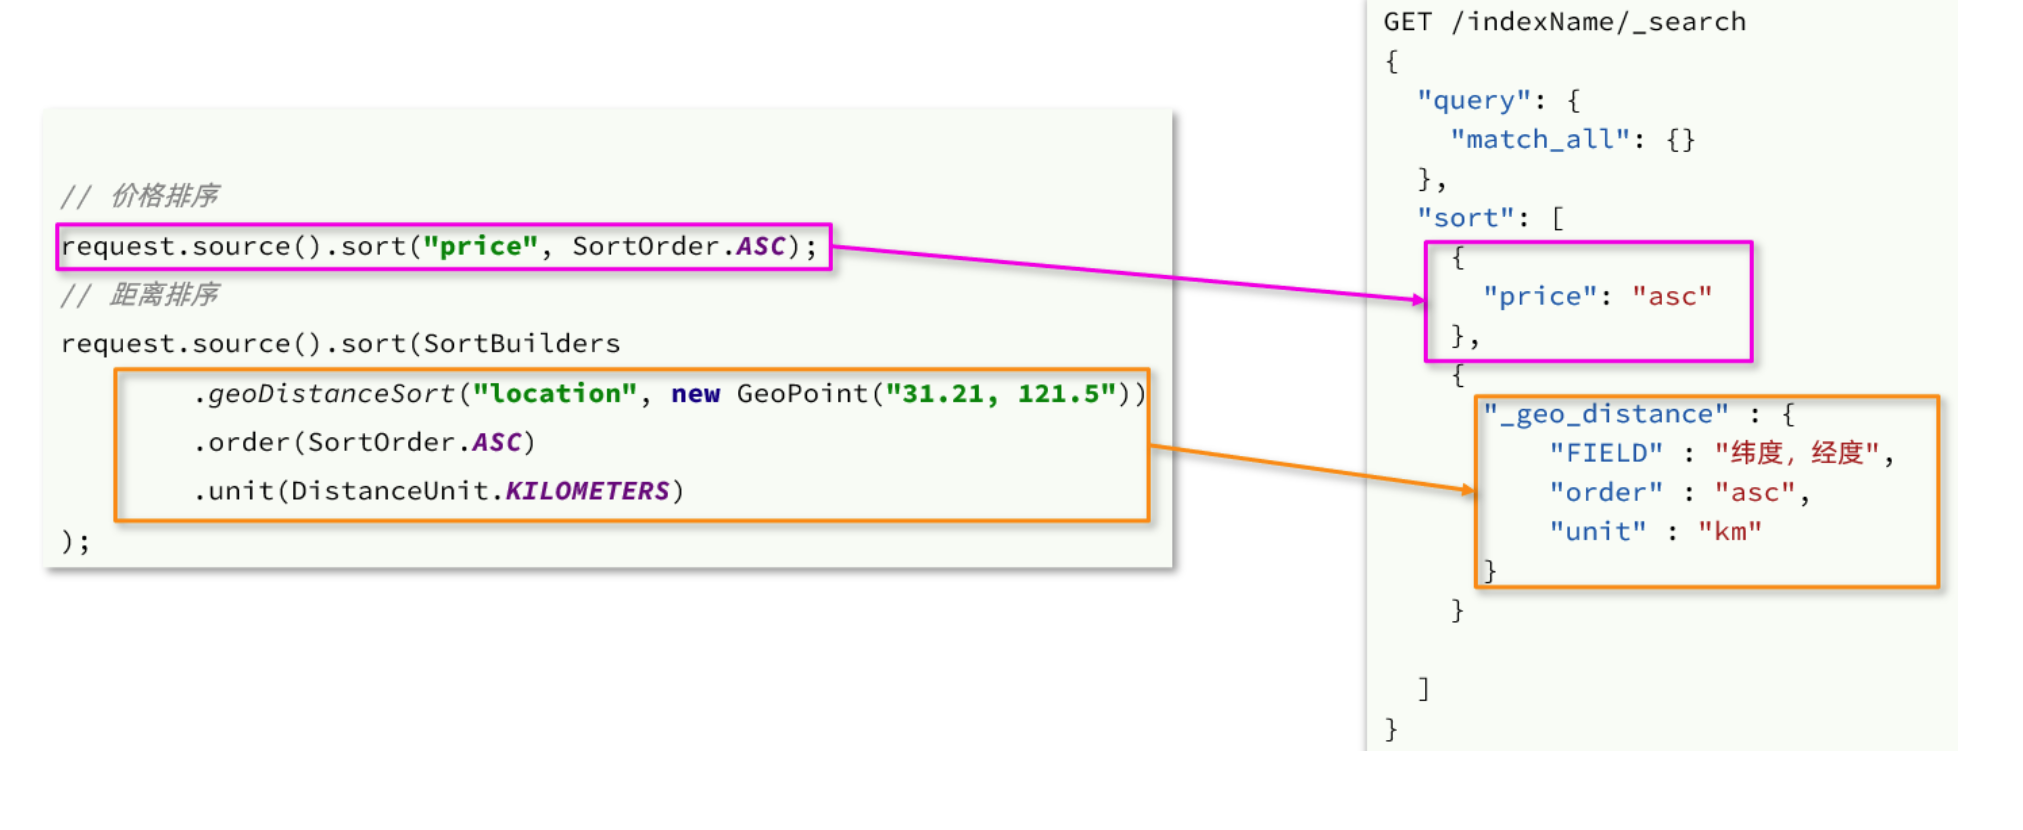 // 价格排序
request.source().sort("price", SortOrder.ASC);
// 距离排序
request.source().sort(SortBuilders
        .geoDistanceSort("location", new GeoPoint("31.21, 121.5"))
        .order(SortOrder.ASC)
        .unit(DistanceUnit.KILOMETERS)
);
GET /indexName/_search
{
  "query": {
    "match_all": {}
  },
  "sort": [
    {
      "price": "asc"
    },
    {
      "_geo_distance" : {
          "FIELD" : "纬度，经度",
          "order" : "asc",
          "unit" : "km"
      }
    }
  ]
}